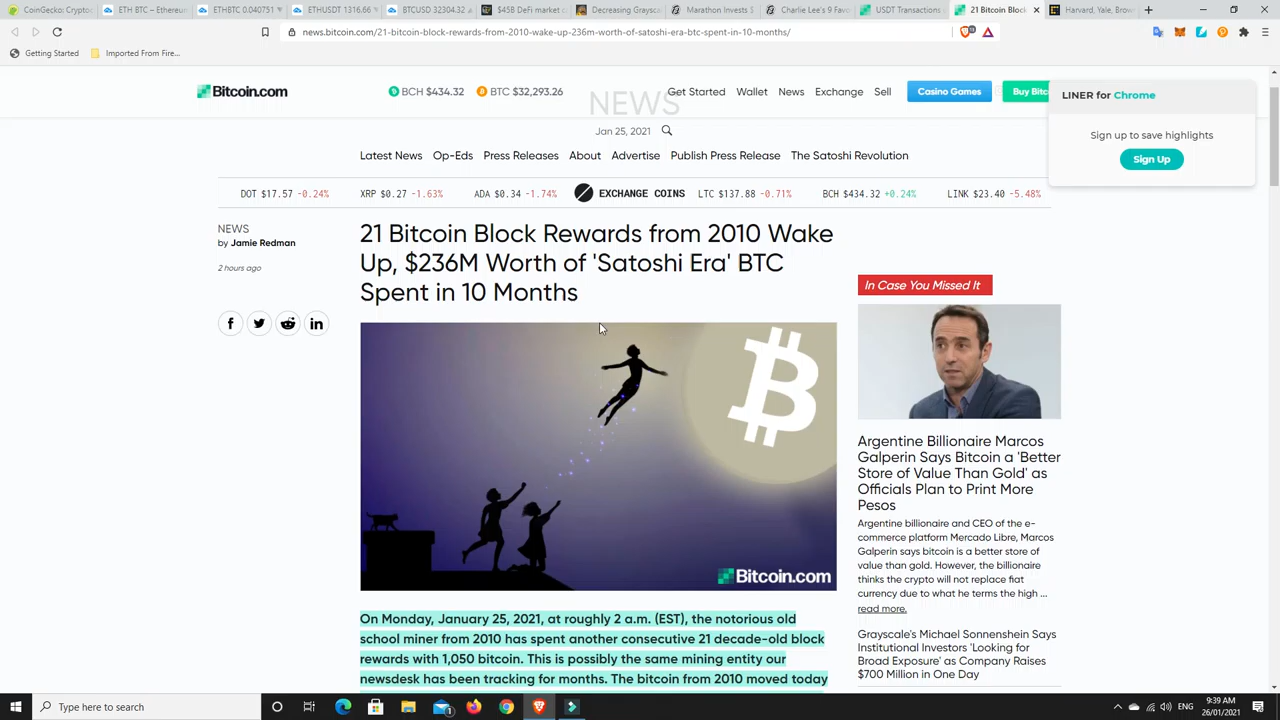 CoinGecko: Crypto
ETH BTC – Ethereu
ETHBTC 0.040751
ETHUSDT 1316.66
BTCUSD 32304.42
$45B DeFi market c
Decreasing Graysca
Marathon Invests $
Charlie Lee's 9 Favo
USDT Transactions
21 Bitcoin Block
Harvard, Yale, Brow
news.bitcoin.com/21-bitcoin-block-rewards-from-2010-wake-up-236m-worth-of-satoshi-era-btc-spent-in-10-months/
Getting Started
Imported From Fire...
Bitcoin.com
BCH $434.32
BTC $32,293.26
NEWS
Get Started
Wallet
News
Exchange
Sell
Casino Games
Buy Bitc
LINER for Chrome
Sign up to save highlights
Sign Up
Jan 25, 2021
Latest News
Op-Eds
Press Releases
About
Advertise
Publish Press Release
The Satoshi Revolution
DOT $17.57 -0.24%
XRP $0.27 -1.63%
ADA $0.34 -1.74%
EXCHANGE COINS
LTC $137.88 -0.71%
BCH $434.32 +0.24%
LINK $23.40 -5.48%
NEWS
by Jamie Redman
2 hours ago
21 Bitcoin Block Rewards from 2010 Wake
Up, $236M Worth of 'Satoshi Era' BTC
Spent in 10 Months
Bitcoin.com
On Monday, January 25, 2021, at roughly 2 a.m. (EST), the notorious old
school miner from 2010 has spent another consecutive 21 decade-old block
rewards with 1,050 bitcoin. This is possibly the same mining entity our
newsdesk has been tracking for months. The bitcoin from 2010 moved today
In Case You Missed It
Argentine Billionaire Marcos
Galperin Says Bitcoin a 'Better
Store of Value Than Gold' as
Officials Plan to Print More
Pesos
Argentine billionaire and CEO of the e-
commerce platform Mercado Libre, Marcos
Galperin says bitcoin is a better store of
value than gold. However, the billionaire
thinks the crypto will not replace fiat
currency due to what he terms the high ...
read more.
Grayscale's Michael Sonnenshein Says
Institutional Investors 'Looking for
Broad Exposure' as Company Raises
$700 Million in One Day
Type here to search
ENG
9:39 AM
26/01/2021